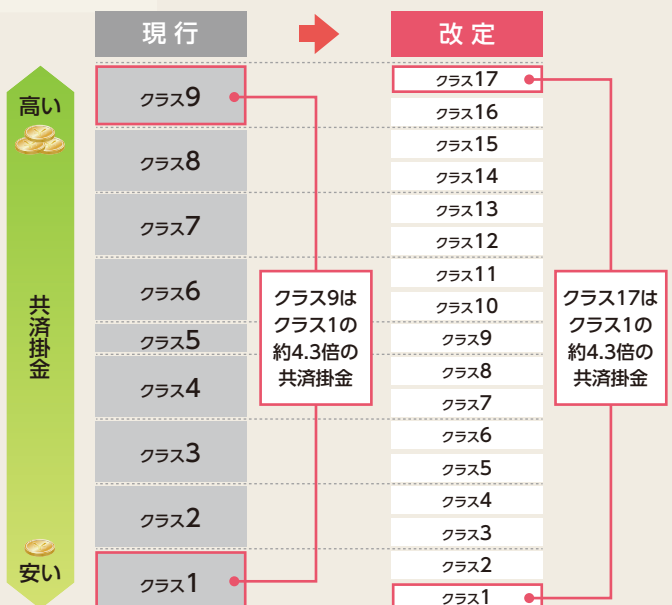 現行
改定
高い
共済掛金
安い
クラス9
クラス8
クラス7
クラス6
クラス5
クラス4
クラス3
クラス2
クラス1
クラス9は
クラス1の
約4.3倍の
共済掛金
クラス17
クラス16
クラス15
クラス14
クラス13
クラス12
クラス11
クラス10
クラス9
クラス8
クラス7
クラス6
クラス5
クラス4
クラス3
クラス2
クラス1
クラス17は
クラス1の
約4.3倍の
共済掛金